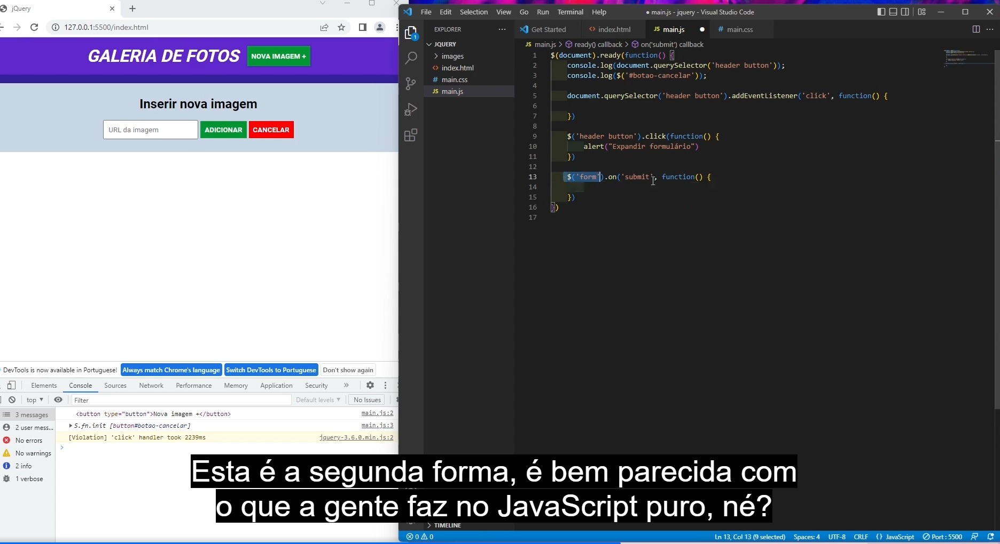 jQuery
127.0.0.1:5500/index.html
GALERIA DE FOTOS
NOVA IMAGEM +
Inserir nova imagem
URL da imagem
ADICIONAR
CANCELAR
DevTools is now available in Portuguese!
Always match Chrome's language
Switch DevTools to Portuguese
Don't show again
Elements Console Sources Network Performance Memory Application Security »
top ▼ Filter Default levels ▼ No Issues
3 messages
2 user mess...
No errors
No warnings
2 info
1 verbose
<button type="button">Nova imagem +</button> main.js:2
S.fn.init [button#botao-cancelar] main.js:3
[Violation] 'click' handler took 2239ms jquery-3.6.0.min.js:2
File Edit Selection View Go Run Terminal Help
● main.js - jquery - Visual Studio Code
1
EXPLORER ···
JQUERY
images
index.html
main.css
main.js
TIMELINE
Get Started
index.html
JS main.js ●
# main.css
JS main.js > ready() callback > on('submit') callback
1 $(document).ready(function() {
2 console.log(document.querySelector('header button'));
3 console.log($('#botao-cancelar'));
4
5 document.querySelector('header button').addEventListener('click', function() {
6
7 })
8
9 $('header button').click(function() {
10 alert("Expandir formulário")
11 })
12
13 $('form').on('submit', function() {
14
15 })
16 })
17
Esta é a segunda forma, é bem parecida com
o que a gente faz no JavaScript puro, né?
0 0
Ln 13, Col 13 (9 selected) Spaces: 4 UTF-8 CRLF {} JavaScript Port : 5500